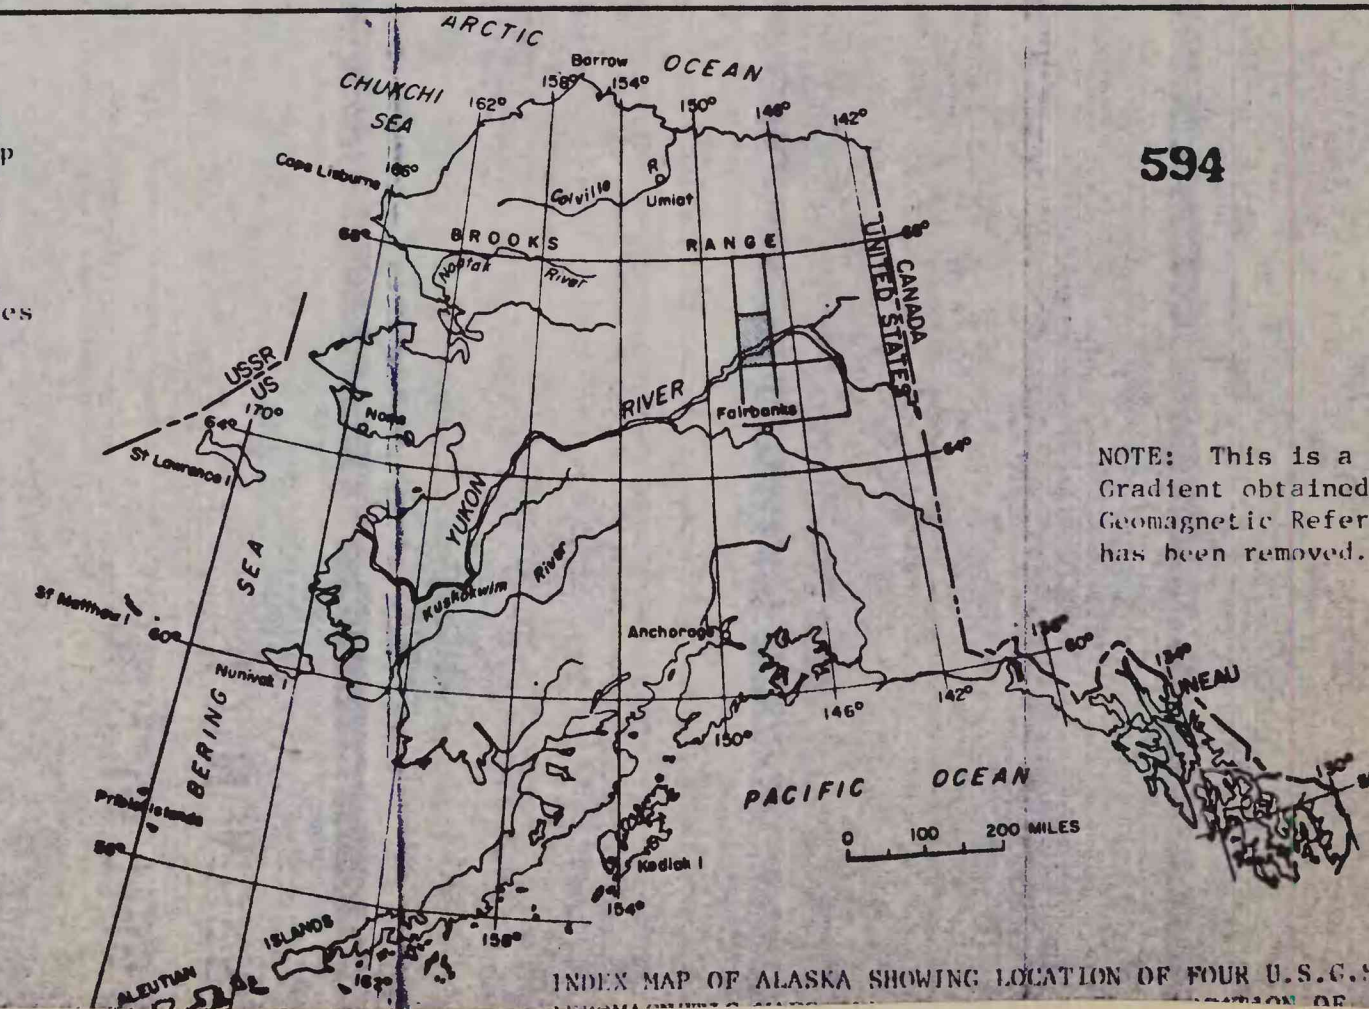 ARCTIC OCEAN
Barrow
CHUKCHI
SEA
162° 158° 154° 150° 146° 142°
594
P
Cape Lisburne
166°
Colville R
Umiat
68° BROOKS RANGE 68°
Noatak River
UNITED STATES
CANADA
es
USSR
US
170°
64°
Nome
St Lawrence I
YUKON RIVER
Fairbanks
64°
NOTE: This is a
Gradient obtained
Geomagnetic Refer
has been removed.
SEA
Kuskokwim River
St Matthew I
60°
Nunivak I
Anchorage
60°
134°
JUNEAU
142°
146°
150°
BERING
PACIFIC OCEAN
130°
Pribilof Islands
0 100 200 MILES
56°
Kodiak I
154°
158°
162°
ALEUTIAN ISLANDS
INDEX MAP OF ALASKA SHOWING LOCATION OF FOUR U.S.G.S